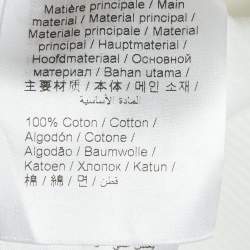 Matière principale / Main
material / Material principal /
Materiale principale / Material
principal / Hauptmaterial /
Hoofdmateriaal / Основной
материал / Bahan utama /
主要材质 / 本体 / 메인 소재 /
المادة الأساسية
100% Coton / Cotton /
Algodón / Cotone /
Algodão / Baumwolle /
Katoen / Хлопок / Katun /
棉 / 綿 / 면 / قطن